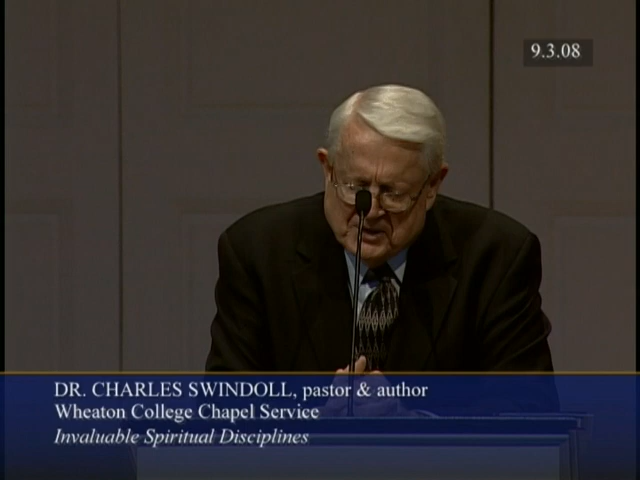 9.3.08
DR. CHARLES SWINDOLL, pastor & author
Wheaton College Chapel Service
Invaluable Spiritual Disciplines